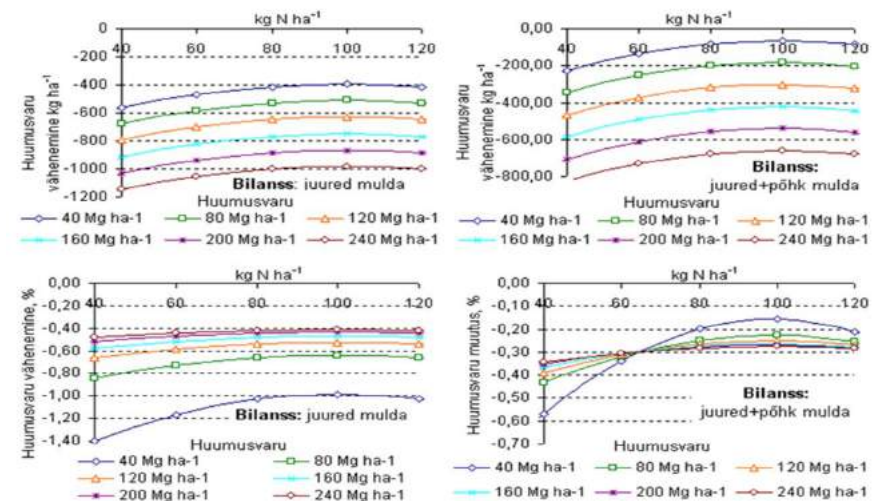 kg N ha⁻¹
0
40 60 80 100 120
-200
-400
-600
-800
-1000
-1200
Huumusvaru
vähenemine kg ha⁻¹
Bilanss: juured mulda
Huumusvaru
40 Mg ha-1 80 Mg ha-1 120 Mg ha-1
160 Mg ha-1 200 Mg ha-1 240 Mg ha-1
kg N ha⁻¹
0,00
40 60 80 100 120
-200,00
-400,00
-600,00
-800,00
Huumusvaru
vähenemine kg ha⁻¹
Bilanss:
juured+põhk mulda
Huumusvaru
40 Mg ha-1 80 Mg ha-1 120 Mg ha-1
160 Mg ha-1 200 Mg ha-1 240 Mg ha-1
kg N ha⁻¹
0,00
40 60 80 100 120
-0,20
-0,40
-0,60
-0,80
-1,00
-1,20
-1,40
Huumusvaru vähenemine, %
Bilanss: juured mulda
Huumusvaru
40 Mg ha-1 80 Mg ha-1
120 Mg ha-1 160 Mg ha-1
200 Mg ha-1 240 Mg ha-1
kg N ha⁻¹
0,00
40 60 80 100 120
-0,10
-0,20
-0,30
-0,40
-0,50
-0,60
-0,70
Huumusvaru muutus, %
Bilanss:
juured+põhk mulda
Huumusvaru
40 Mg ha-1 80 Mg ha-1 120 Mg ha-1
160 Mg ha-1 200 Mg ha-1 240 Mg ha-1